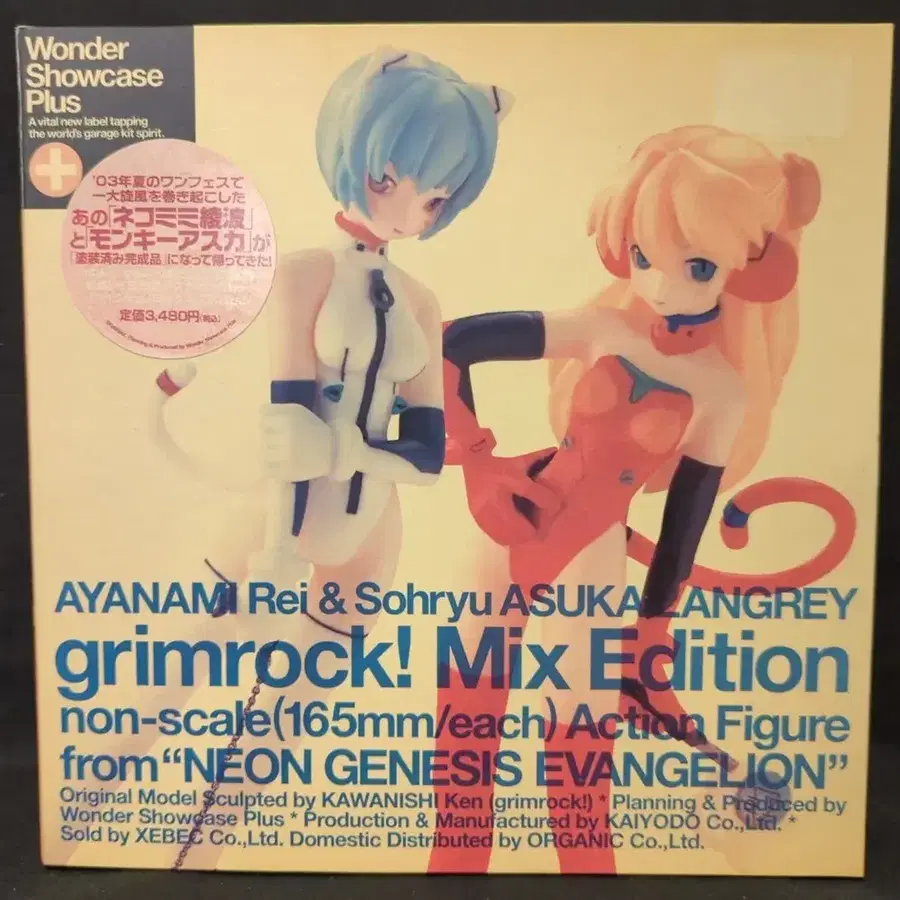 Wonder
Showcase
Plus
A vital new label tapping
the world's garage kit spirit.
'03年夏のワンフェスで
一大旋風を巻き起こした
あの「ネコミミ綾波」
と「モンキーアスカ」が
「塗装済み完成品」になって帰ってきた!
定価3,480円(税込)
AYANAMI Rei & Sohryu ASUKA LANGREY
grimrock! Mix Edition
non-scale(165mm/each) Action Figure
from "NEON GENESIS EVANGELION"
Original Model Sculpted by KAWANISHI Ken (grimrock!) * Planning & Produced by
Wonder Showcase Plus * Production & Manufactured by KAIYODO Co.,Ltd. *
Sold by XEBEC Co.,Ltd. Domestic Distributed by ORGANIC Co.,Ltd.